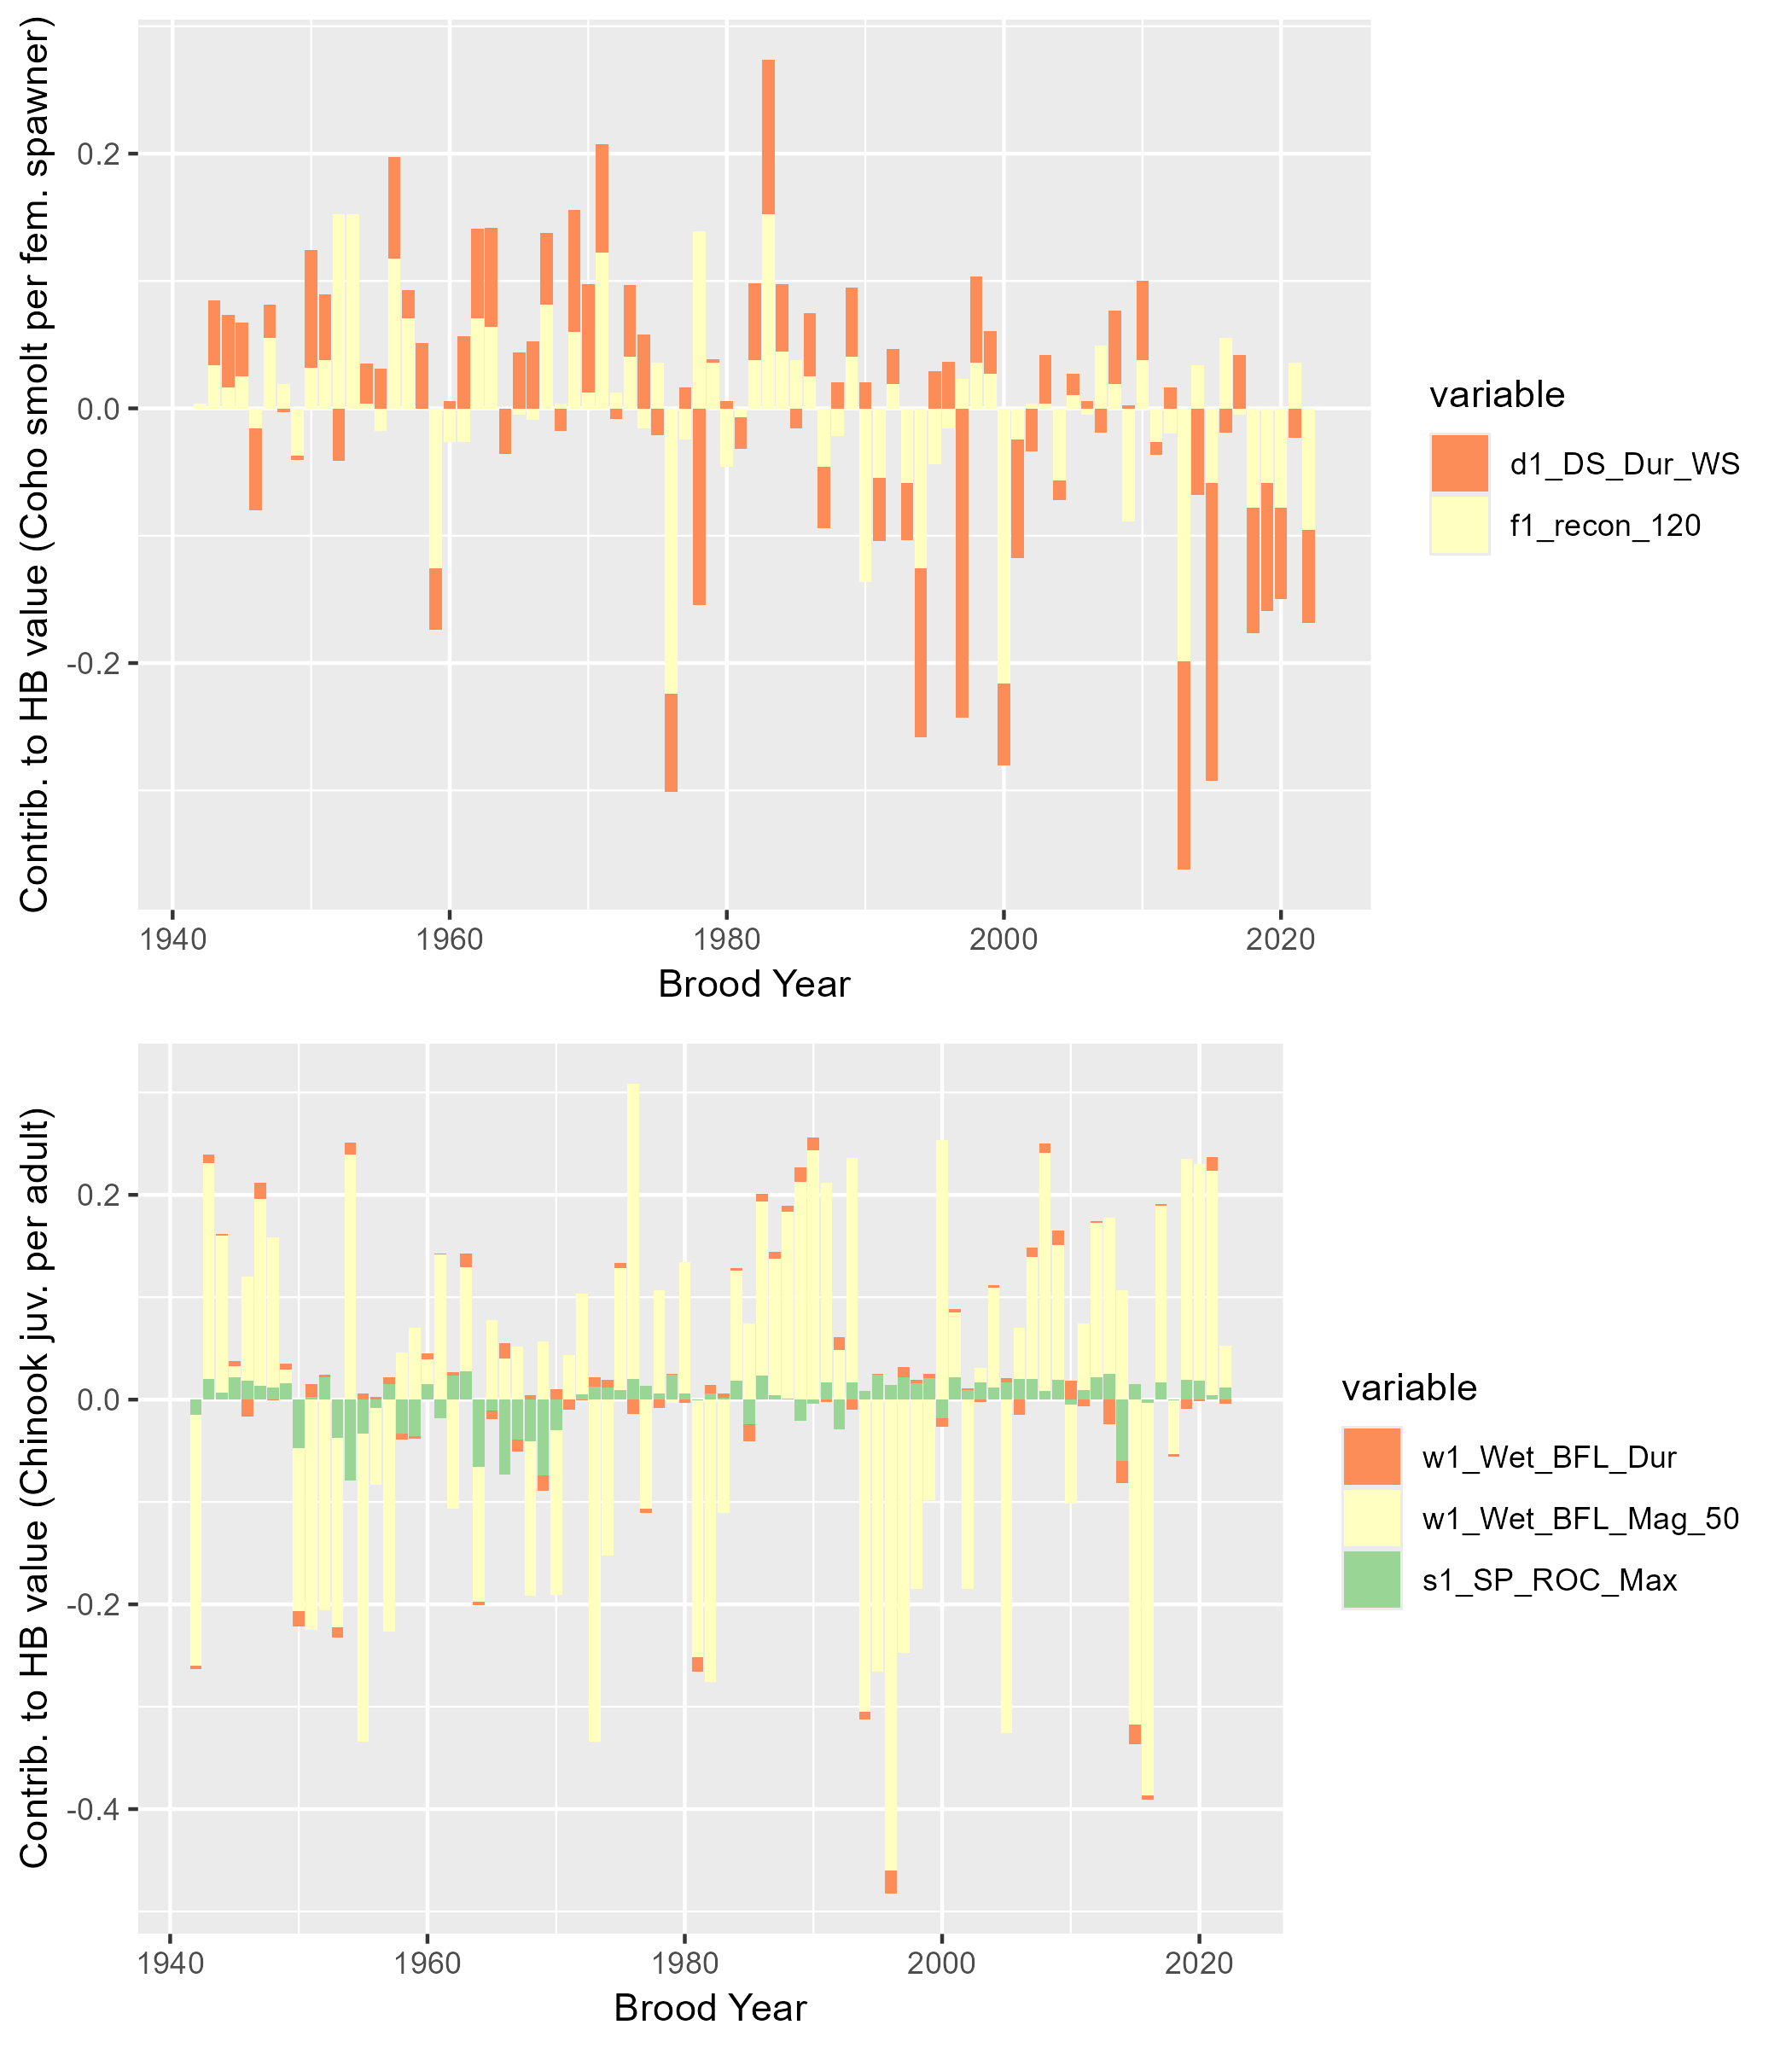 Contrib. to HB value (Coho smolt per fem. spawner)
0.2
0.0
-0.2
1940 1960 1980 2000 2020
Brood Year
variable
d1_DS_Dur_WS
f1_recon_120
Contrib. to HB value (Chinook juv. per adult)
0.2
0.0
-0.2
-0.4
1940 1960 1980 2000 2020
Brood Year
variable
w1_Wet_BFL_Dur
w1_Wet_BFL_Mag_50
s1_SP_ROC_Max